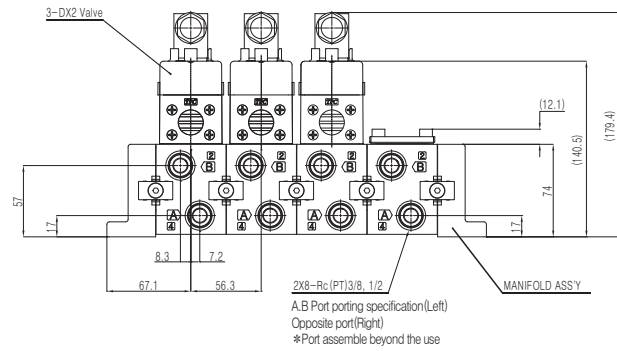 3-DX2 Valve
(12.1)
(140.5)
(179.4)
74
57
17
17
2
B
2
B
2
B
2
B
A
4
A
4
A
4
A
4
8.3
7.2
67.1
56.3
2X8-Rc(PT)3/8, 1/2
MANIFOLD ASS'Y
A.B Port porting specification(Left)
Opposite port(Right)
*Port assemble beyond the use